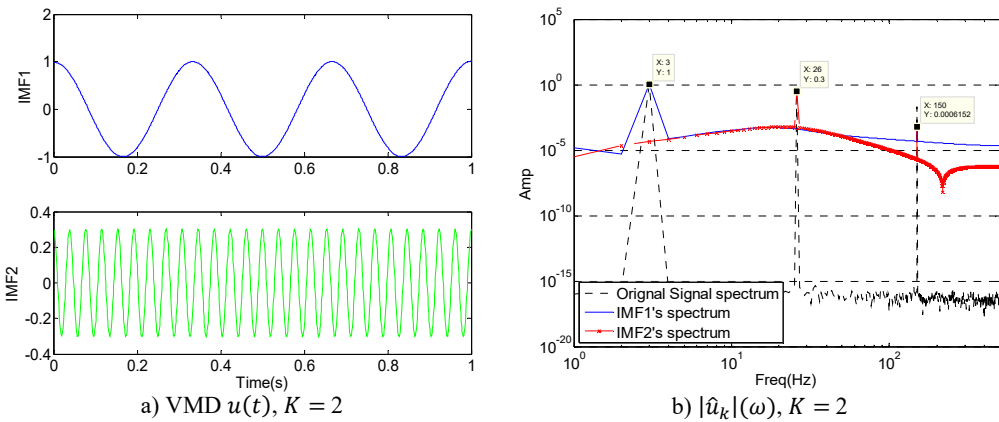 1
0
-1
IMF1
0
0.2
0.4
0.6
0.8
1
0.4
0.2
0
-0.2
-0.4
IMF2
0
0.2
0.4
0.6
0.8
1
Time(s)
a) VMD u(t), K = 2
10^5
10^0
10^-5
10^-10
10^-15
10^-20
Amp
X: 3
Y: 1
X: 26
Y: 0.3
X: 150
Y: 0.0006152
Orignal Signal spectrum
IMF1's spectrum
IMF2's spectrum
10^0
10^1
10^2
Freq(Hz)
b) |û_k|(ω), K = 2